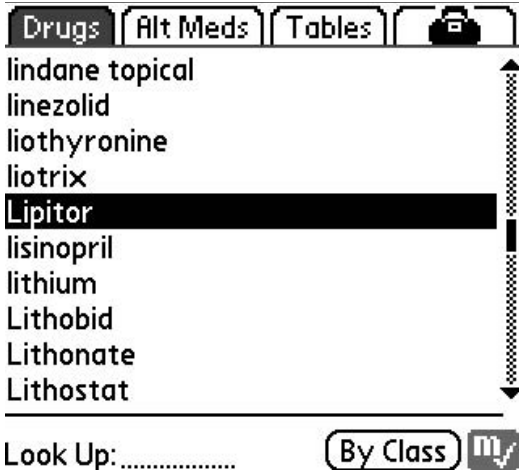 Drugs Alt Meds Tables
lindane topical
linezolid
liothyronine
liotrix
Lipitor
lisinopril
lithium
Lithobid
Lithonate
Lithostat
Look Up: ................. By Class m